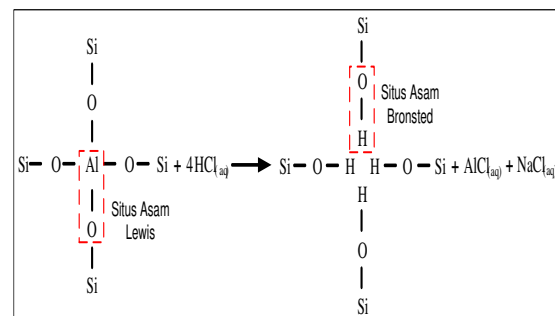 Si
Si
O
O
Situs Asam
Bronsted
H
Si – O – Al – O – Si + 4HCl(aq) → Si – O – H H – O – Si + AlCl(aq) + NaCl(aq)
H
O
Situs Asam
Lewis
O
Si
Si